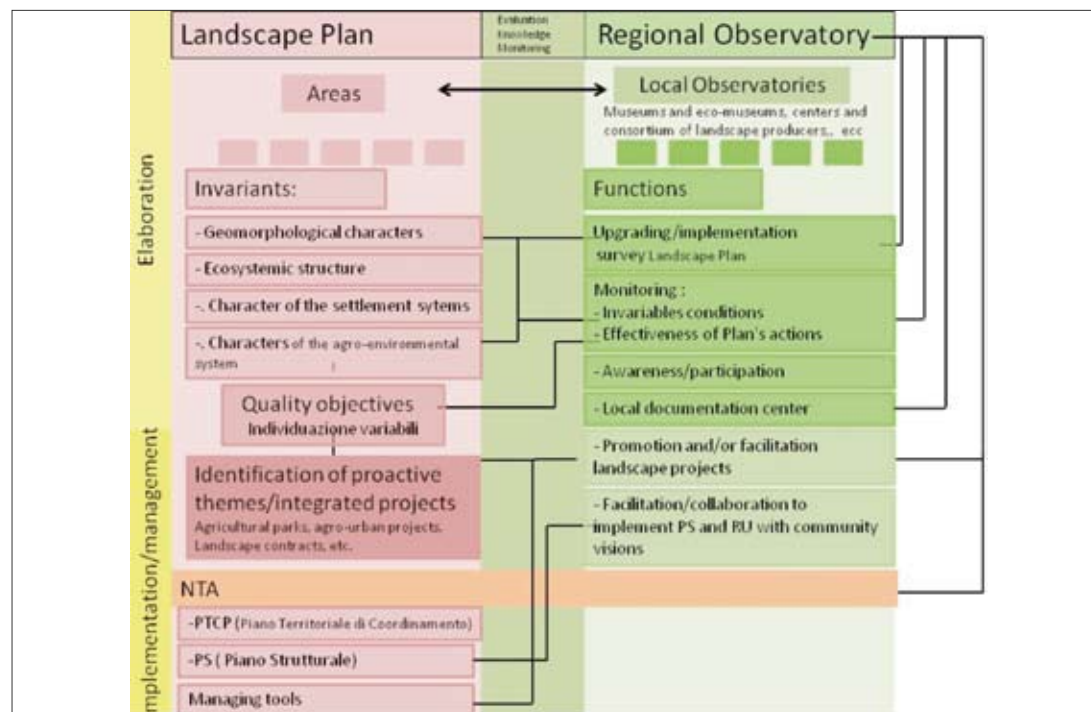 Landscape Plan
Evaluation
Knowledge
Monitoring
Regional Observatory
Elaboration
Areas
Local Observatories
Museums and eco-museums, centers and
consortium of landscape producers,. ecc
Invariants:
- Geomorphological characters
- Ecosystemic structure
-. Character of the settlement sytems
-. Characters of the agro-environmental
system
Quality objectives
Individuazione variabili
Functions
Upgrading/implementation
survey Landscape Plan
Monitoring :
- Invariables conditions
- Effectiveness of Plan's actions
- Awareness/participation
- Local documentation center
mplementation/management
Identification of proactive
themes/integrated projects
Agricultural parks, agro-urban projects.
Landscape contracts, etc.
- Promotion and/or facilitation
landscape projects
- Facilitation/collaboration to
implement PS and RU with community
visions
NTA
-PTCP (Piano Territoriale di Coordinamento)
-PS ( Piano Strutturale)
Managing tools